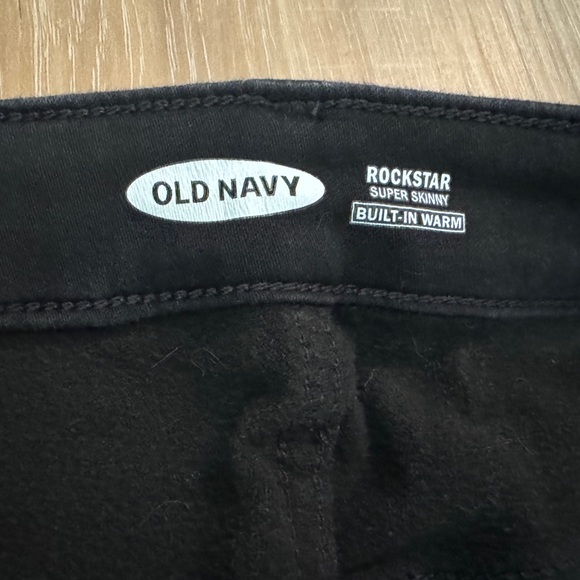 OLD NAVY
ROCKSTAR
SUPER SKINNY
BUILT-IN WARM